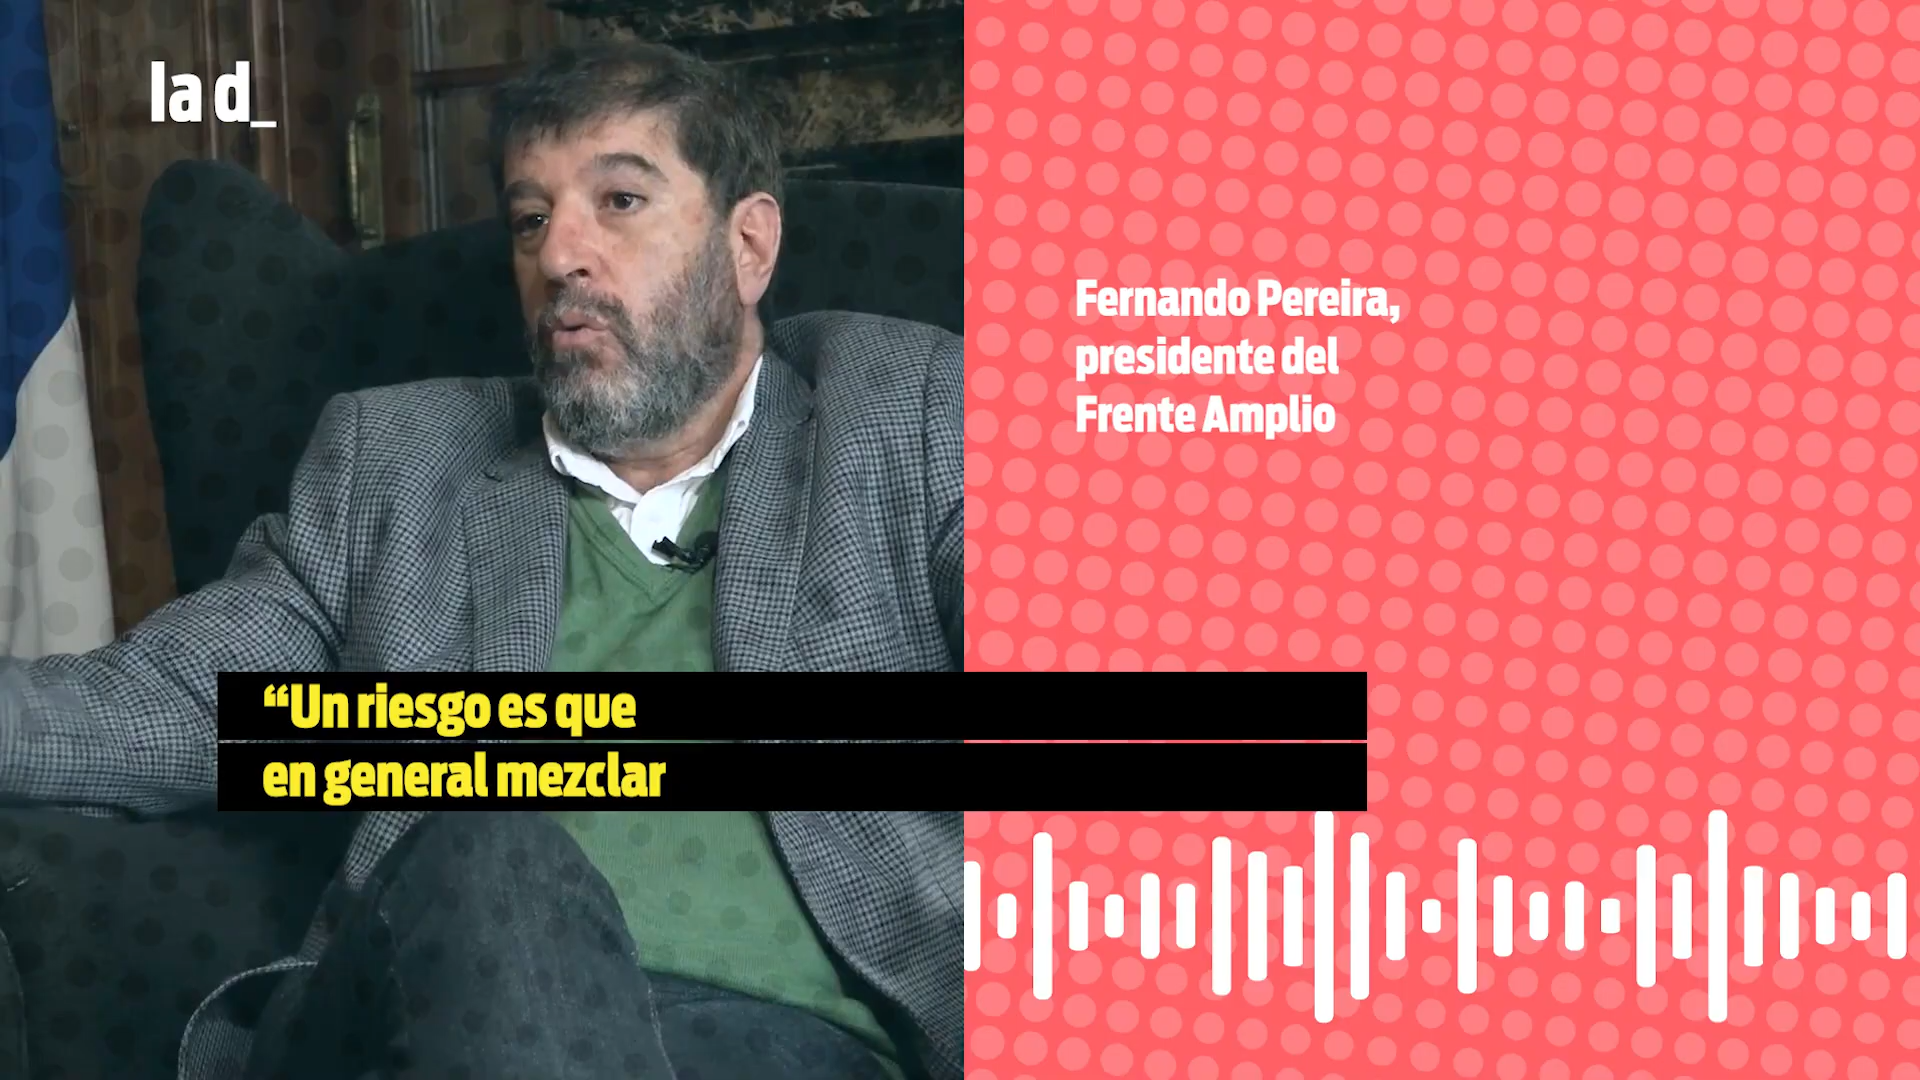 la d_
Fernando Pereira,
presidente del
Frente Amplio
“Un riesgo es que
en general mezclar